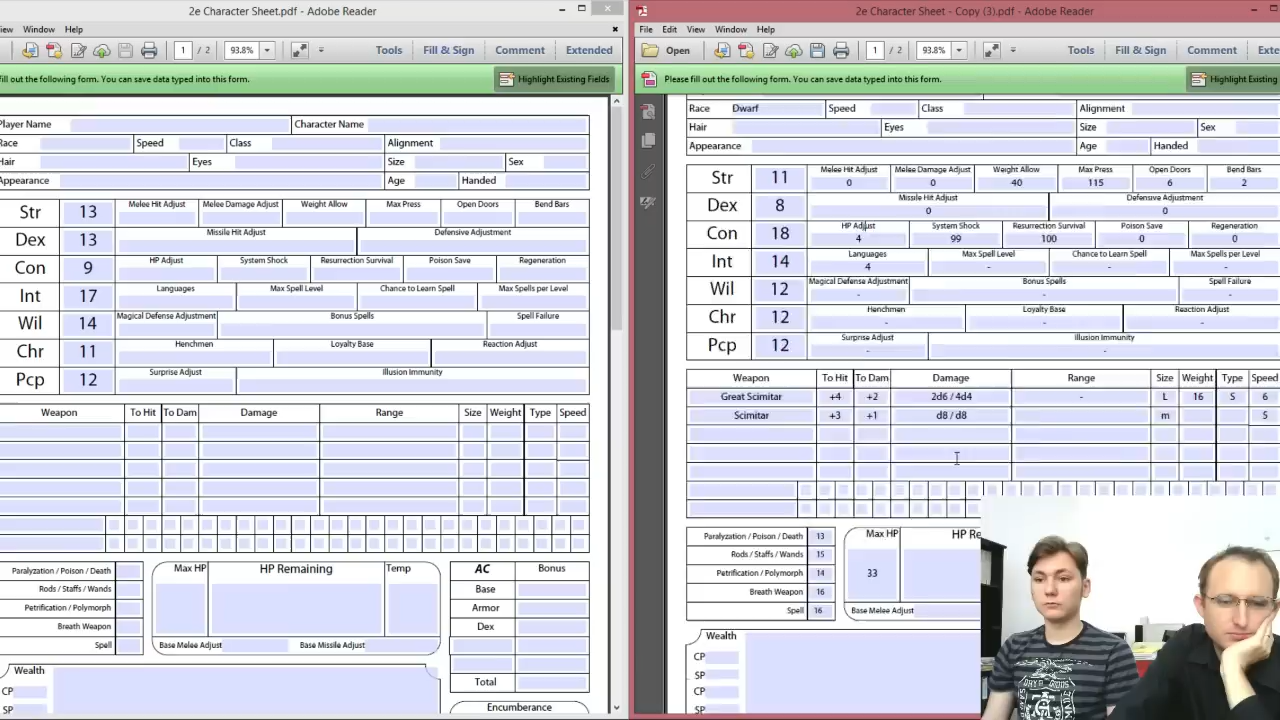 2e Character Sheet.pdf - Adobe Reader
View Window Help
1 / 2 93.8% Tools Fill & Sign Comment Extended
fill out the following form. You can save data typed into this form. Highlight Existing Fields
Player Name Character Name
Race Speed Class Alignment
Hair Eyes Size Sex
Appearance Age Handed
Str 13 Melee Hit Adjust Melee Damage Adjust Weight Allow Max Press Open Doors Bend Bars
Dex 13 Missile Hit Adjust Defensive Adjustment
Con 9 HP Adjust System Shock Resurrection Survival Poison Save Regeneration
Int 17 Languages Max Spell Level Chance to Learn Spell Max Spells per Level
Wil 14 Magical Defense Adjustment Bonus Spells Spell Failure
Chr 11 Henchmen Loyalty Base Reaction Adjust
Pcp 12 Surprise Adjust Illusion Immunity
Weapon To Hit To Dam Damage Range Size Weight Type Speed
Paralyzation / Poison / Death
Rods / Staffs / Wands
Petrification / Polymorph
Breath Weapon
Spell
Max HP HP Remaining Temp
Base Melee Adjust Base Missile Adjust
AC Bonus
Base
Armor
Dex
Total
Encumberance
Wealth
CP
SP
2e Character Sheet - Copy (3).pdf - Adobe Reader
File Edit View Window Help
Open 1 / 2 93.8% Tools Fill & Sign Comment Exte
Please fill out the following form. You can save data typed into this form. Highlight Existing
Race Dwarf Speed Class Alignment
Hair Eyes Size Sex
Appearance Age Handed
Str 11 Melee Hit Adjust 0 Melee Damage Adjust 0 Weight Allow 40 Max Press 115 Open Doors 6 Bend Bars 2
Dex 8 Missile Hit Adjust 0 Defensive Adjustment 0
Con 18 HP Adjust 4 System Shock 99 Resurrection Survival 100 Poison Save 0 Regeneration 0
Int 14 Languages 4 Max Spell Level - Chance to Learn Spell - Max Spells per Level -
Wil 12 Magical Defense Adjustment - Bonus Spells - Spell Failure -
Chr 12 Henchmen - Loyalty Base - Reaction Adjust -
Pcp 12 Surprise Adjust - Illusion Immunity -
Weapon To Hit To Dam Damage Range Size Weight Type Speed
Great Scimitar +4 +2 2d6 / 4d4 - L 16 S 6
Scimitar +3 +1 d8 / d8 m 5
Paralyzation / Poison / Death 13
Rods / Staffs / Wands 15
Petrification / Polymorph 14
Breath Weapon 16
Spell 16
Max HP HP Re
33
Base Melee Adjust
Wealth
CP
SP
CP
SP